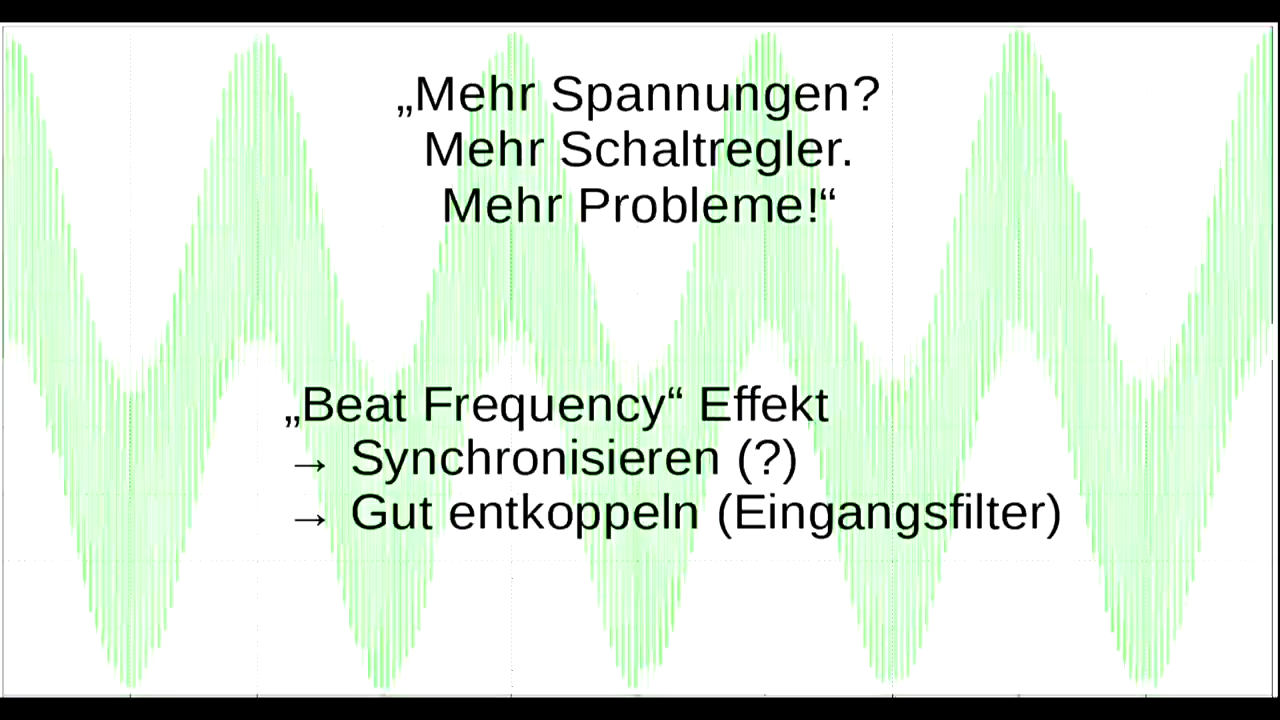 „Mehr Spannungen?
Mehr Schaltregler.
Mehr Probleme!“
„Beat Frequency“ Effekt
→ Synchronisieren (?)
→ Gut entkoppeln (Eingangsfilter)